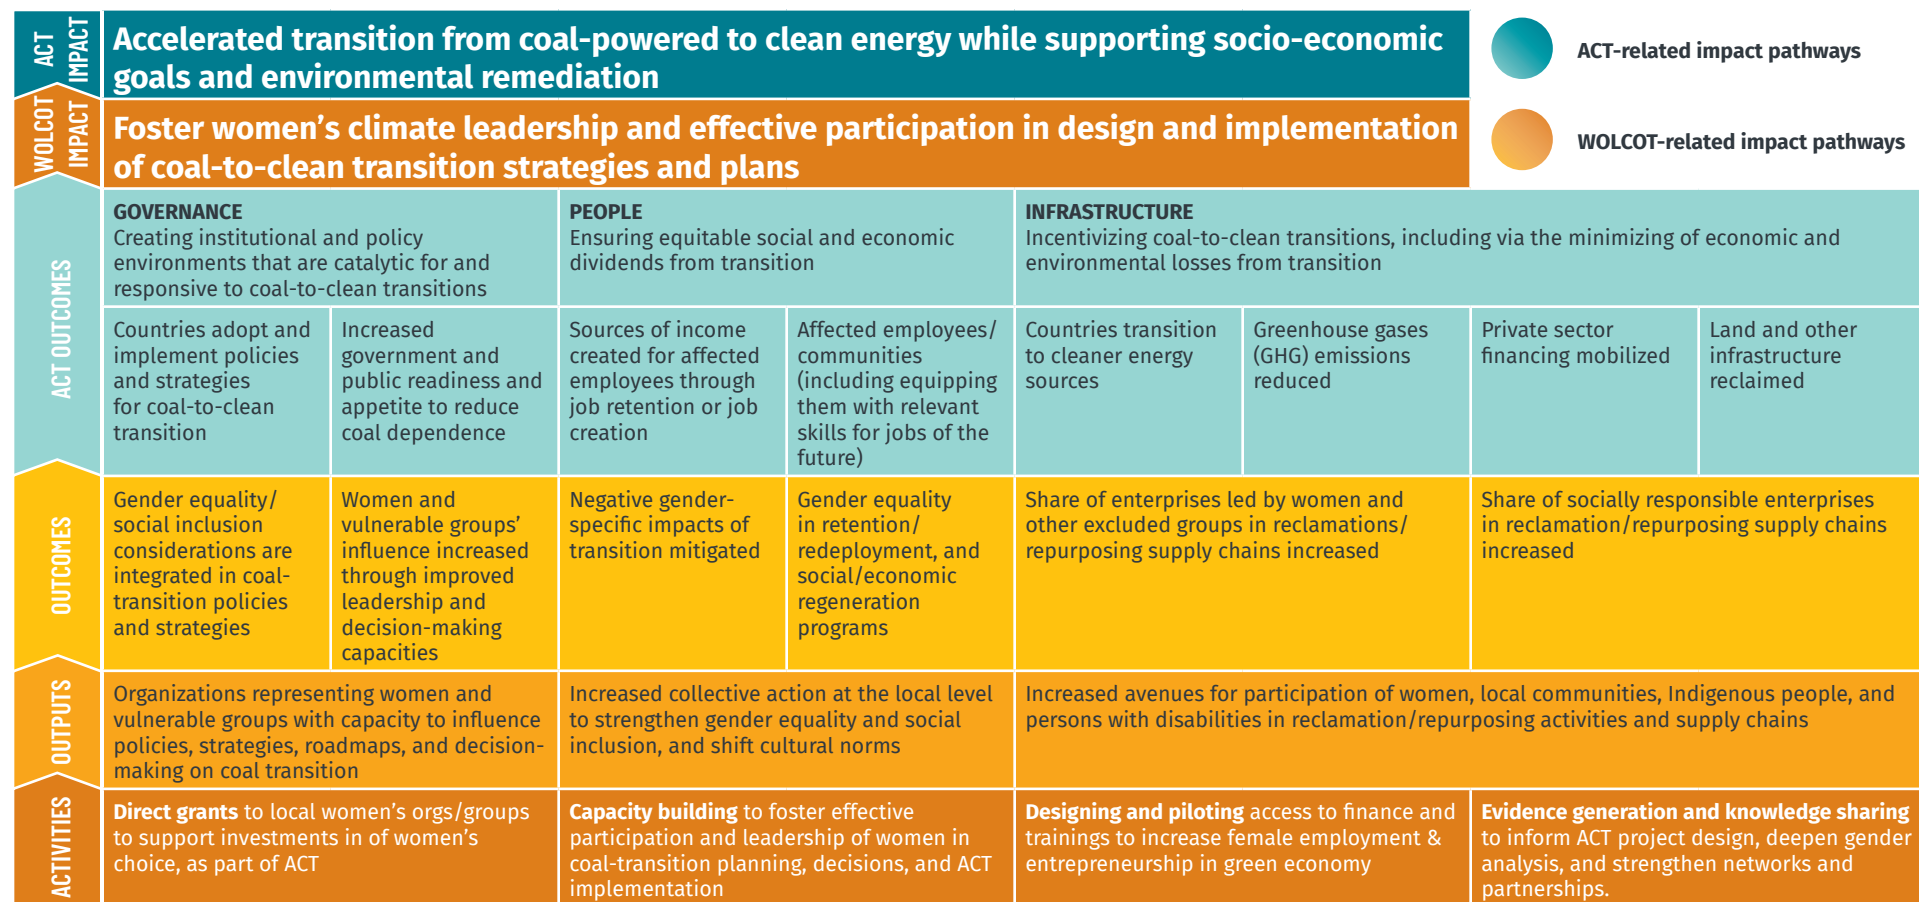 ACT
IMPACT
Accelerated transition from coal-powered to clean energy while supporting socio-economic
goals and environmental remediation
ACT-related impact pathways
WOLCOT
IMPACT
Foster women’s climate leadership and effective participation in design and implementation
of coal-to-clean transition strategies and plans
WOLCOT-related impact pathways
ACT OUTCOMES
GOVERNANCE
Creating institutional and policy
environments that are catalytic for and
responsive to coal-to-clean transitions
PEOPLE
Ensuring equitable social and economic
dividends from transition
INFRASTRUCTURE
Incentivizing coal-to-clean transitions, including via the minimizing of economic and
environmental losses from transition
Countries adopt and
implement policies
and strategies
for coal-to-clean
transition
Increased
government and
public readiness and
appetite to reduce
coal dependence
Sources of income
created for affected
employees through
job retention or job
creation
Affected employees/
communities
(including equipping
them with relevant
skills for jobs of the
future)
Countries transition
to cleaner energy
sources
Greenhouse gases
(GHG) emissions
reduced
Private sector
financing mobilized
Land and other
infrastructure
reclaimed
OUTCOMES
Gender equality/
social inclusion
considerations are
integrated in coal-
transition policies
and strategies
Women and
vulnerable groups’
influence increased
through improved
leadership and
decision-making
capacities
Negative gender-
specific impacts of
transition mitigated
Gender equality
in retention/
redeployment, and
social/economic
regeneration
programs
Share of enterprises led by women and
other excluded groups in reclamations/
repurposing supply chains increased
Share of socially responsible enterprises
in reclamation/repurposing supply chains
increased
OUTPUTS
Organizations representing women and
vulnerable groups with capacity to influence
policies, strategies, roadmaps, and decision-
making on coal transition
Increased collective action at the local level
to strengthen gender equality and social
inclusion, and shift cultural norms
Increased avenues for participation of women, local communities, Indigenous people, and
persons with disabilities in reclamation/repurposing activities and supply chains
ACTIVITIES
Direct grants to local women’s orgs/groups
to support investments in of women’s
choice, as part of ACT
Capacity building to foster effective
participation and leadership of women in
coal-transition planning, decisions, and ACT
implementation
Designing and piloting access to finance and
trainings to increase female employment &
entrepreneurship in green economy
Evidence generation and knowledge sharing
to inform ACT project design, deepen gender
analysis, and strengthen networks and
partnerships.